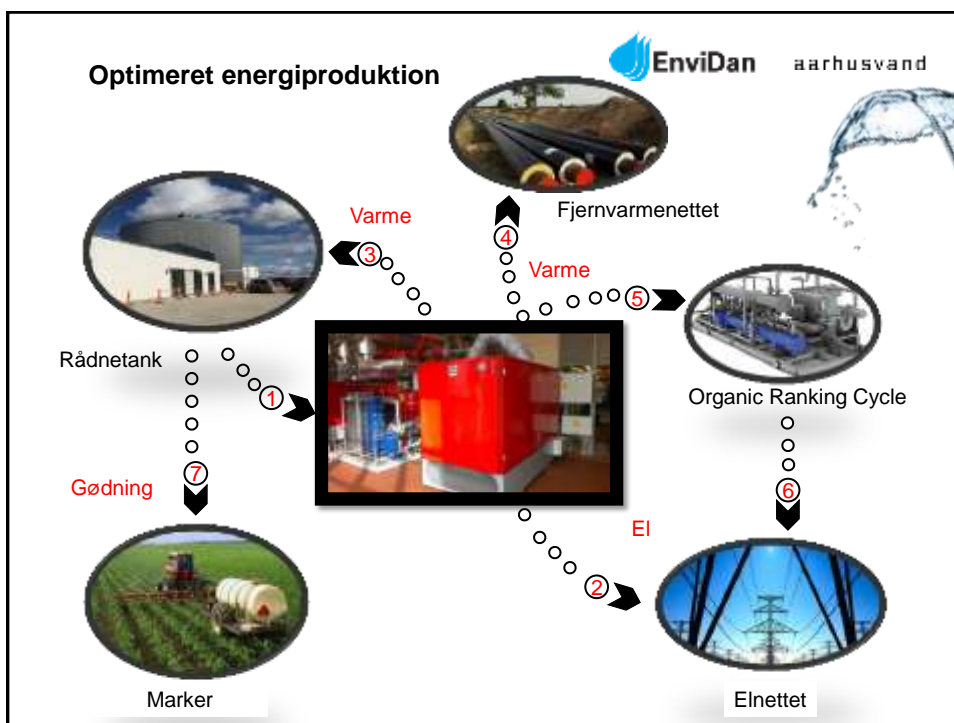 Optimeret energiproduktion
EnviDan
aarhusvand
Fjernvarmenettet
Varme
3
4
Varme
5
Rådnetank
1
Organic Ranking Cycle
7
Gødning
6
El
2
Marker
Elnettet